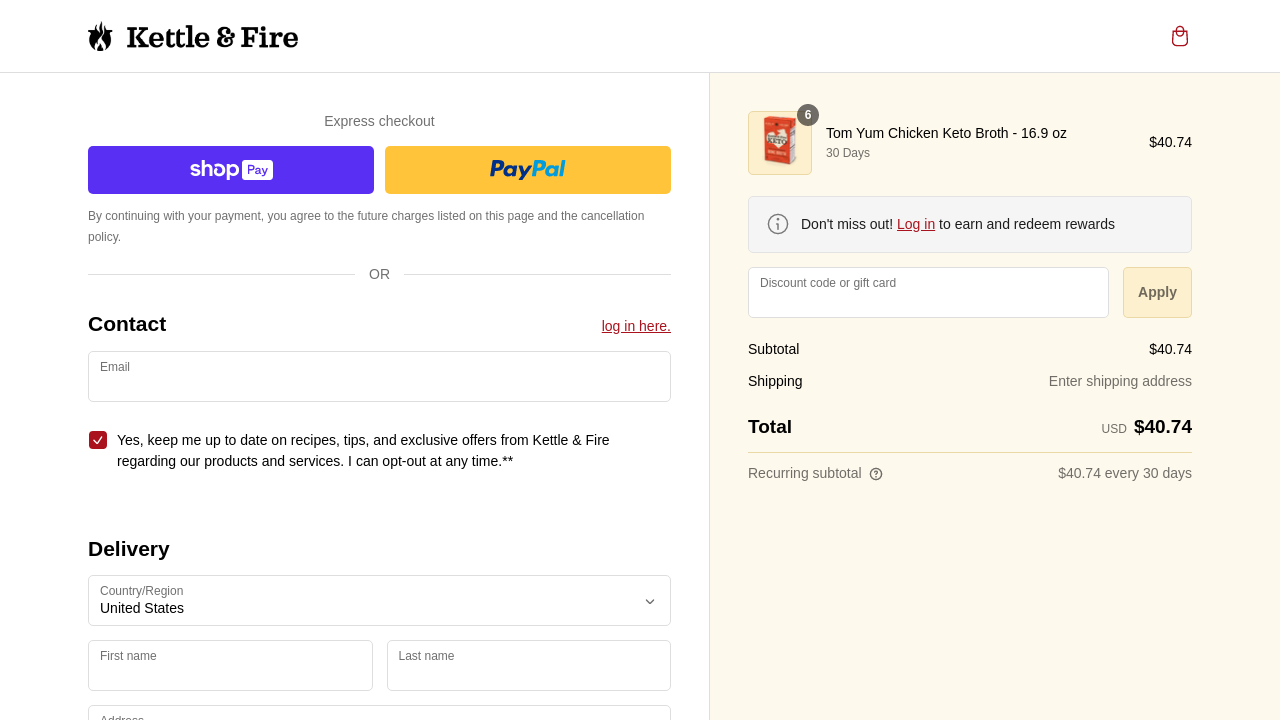 Kettle & Fire
Express checkout
shop Pay
PayPal
By continuing with your payment, you agree to the future charges listed on this page and the cancellation
policy.
OR
Contact
log in here.
Email
Yes, keep me up to date on recipes, tips, and exclusive offers from Kettle & Fire
regarding our products and services. I can opt-out at any time.**
Delivery
Country/Region
United States
First name
Last name
Address
6
KETO
Tom Yum Chicken Keto Broth - 16.9 oz
30 Days
$40.74
Don't miss out! Log in to earn and redeem rewards
Discount code or gift card
Apply
Subtotal
$40.74
Shipping
Enter shipping address
Total
USD $40.74
Recurring subtotal
$40.74 every 30 days